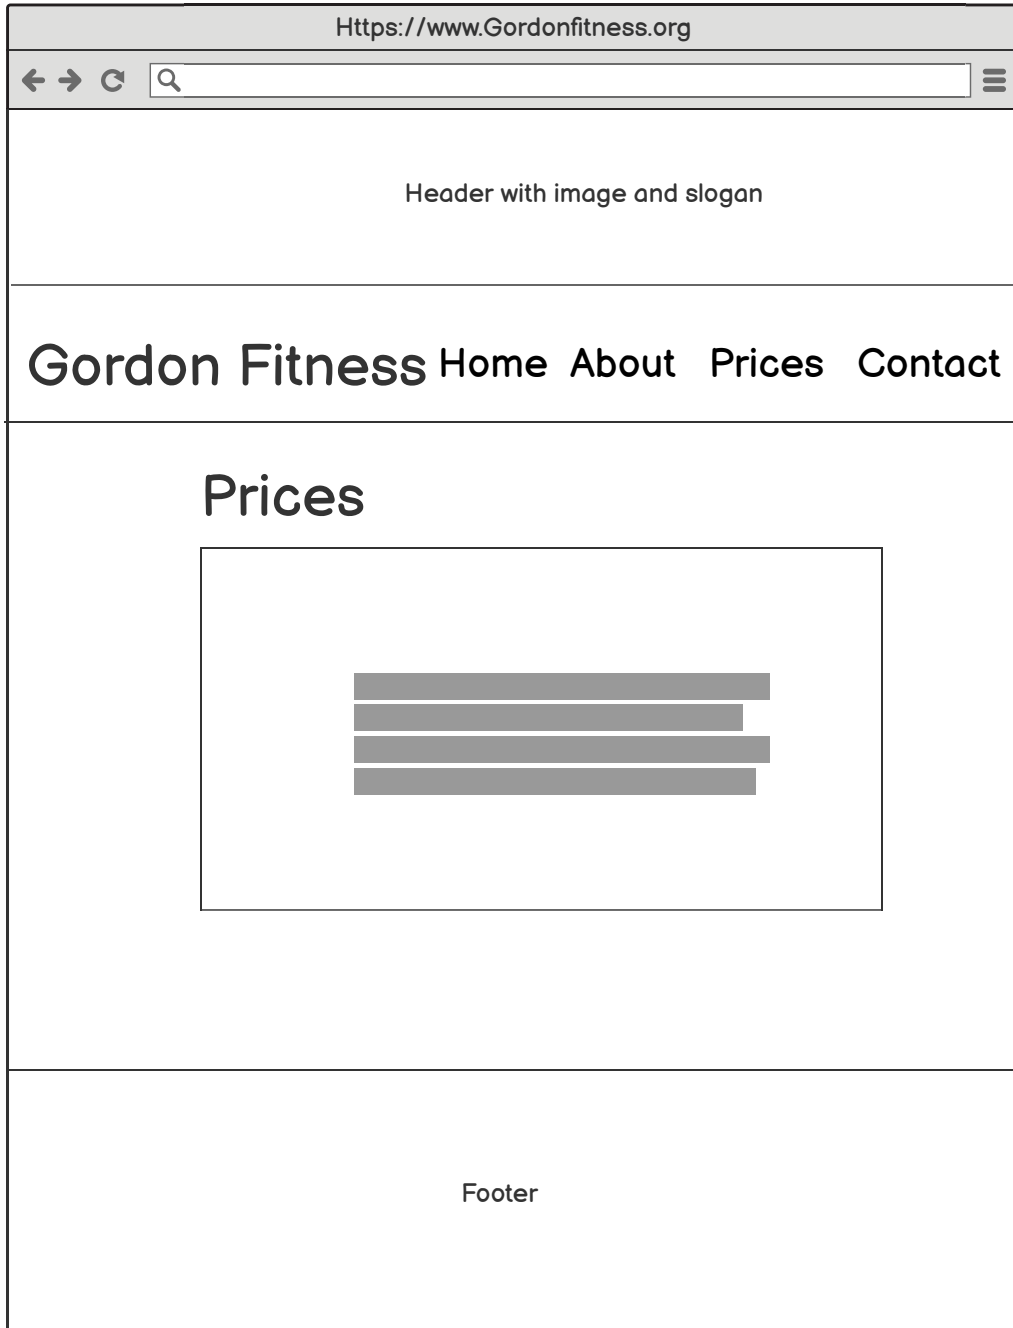 Https://www.Gordonfitness.org
Header with image and slogan
Gordon Fitness Home About Prices Contact
Prices
Footer